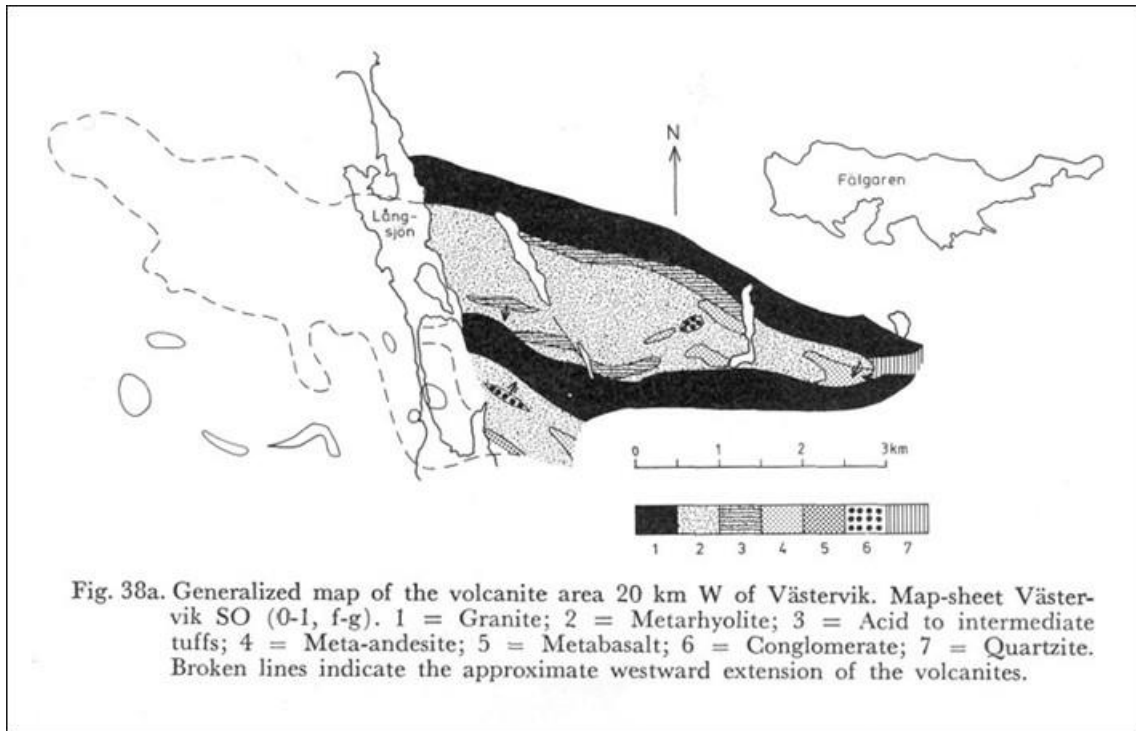 N
Fälgaren
Lång-
sjön
0 1 2 3 km
1 2 3 4 5 6 7
Fig. 38a. Generalized map of the volcanite area 20 km W of Västervik. Map-sheet Väster-
vik SO (0-1, f-g). 1 = Granite; 2 = Metarhyolite; 3 = Acid to intermediate
tuffs; 4 = Meta-andesite; 5 = Metabasalt; 6 = Conglomerate; 7 = Quartzite.
Broken lines indicate the approximate westward extension of the volcanites.